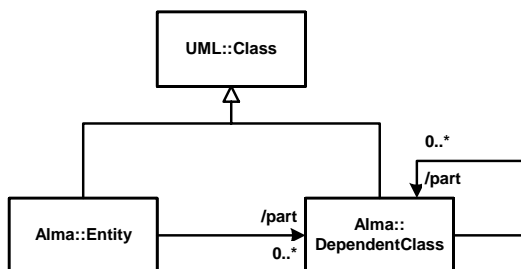 UML::Class
0..*
/part
Alma::Entity
/part
0..*
Alma::
DependentClass